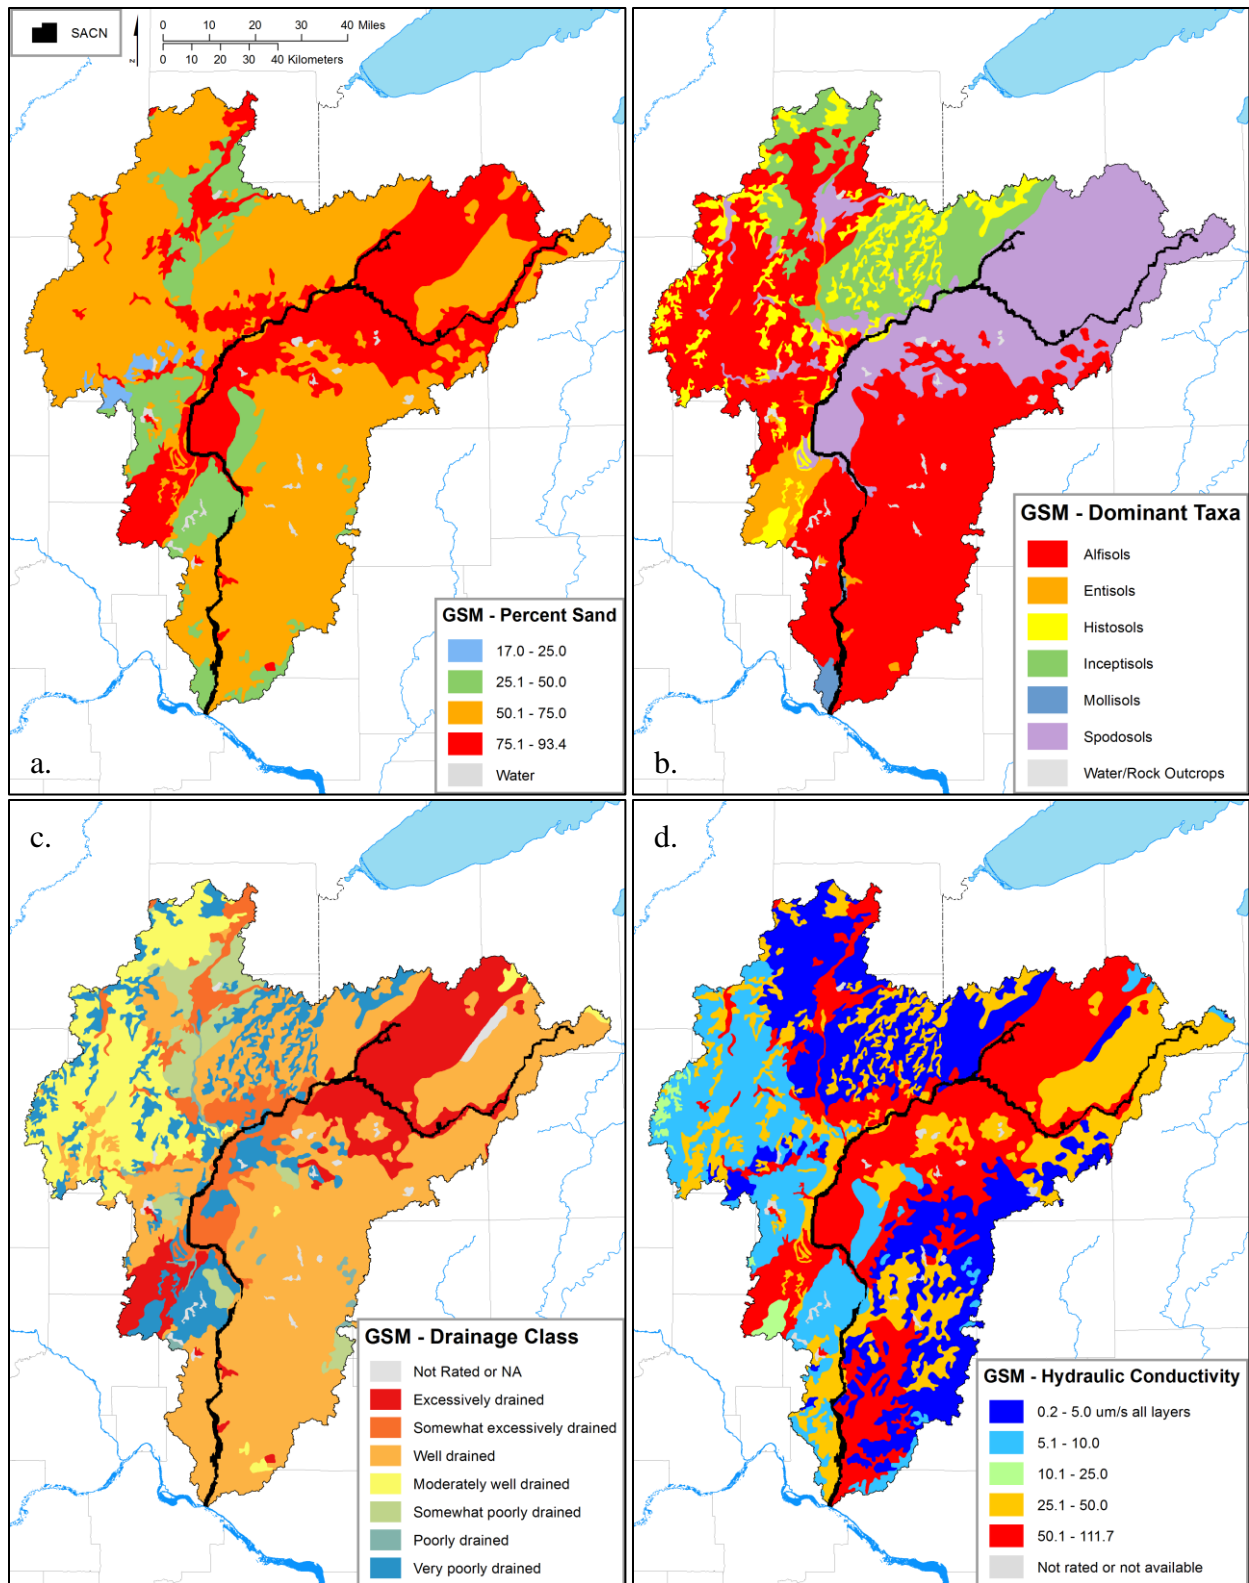 SACN
N
0 10 20 30 40 Miles
0 10 20 30 40 Kilometers
GSM - Percent Sand
17.0 - 25.0
25.1 - 50.0
50.1 - 75.0
75.1 - 93.4
Water
a.
GSM - Dominant Taxa
Alfisols
Entisols
Histosols
Inceptisols
Mollisols
Spodosols
Water/Rock Outcrops
b.
c.
GSM - Drainage Class
Not Rated or NA
Excessively drained
Somewhat excessively drained
Well drained
Moderately well drained
Somewhat poorly drained
Poorly drained
Very poorly drained
d.
GSM - Hydraulic Conductivity
0.2 - 5.0 um/s all layers
5.1 - 10.0
10.1 - 25.0
25.1 - 50.0
50.1 - 111.7
Not rated or not available